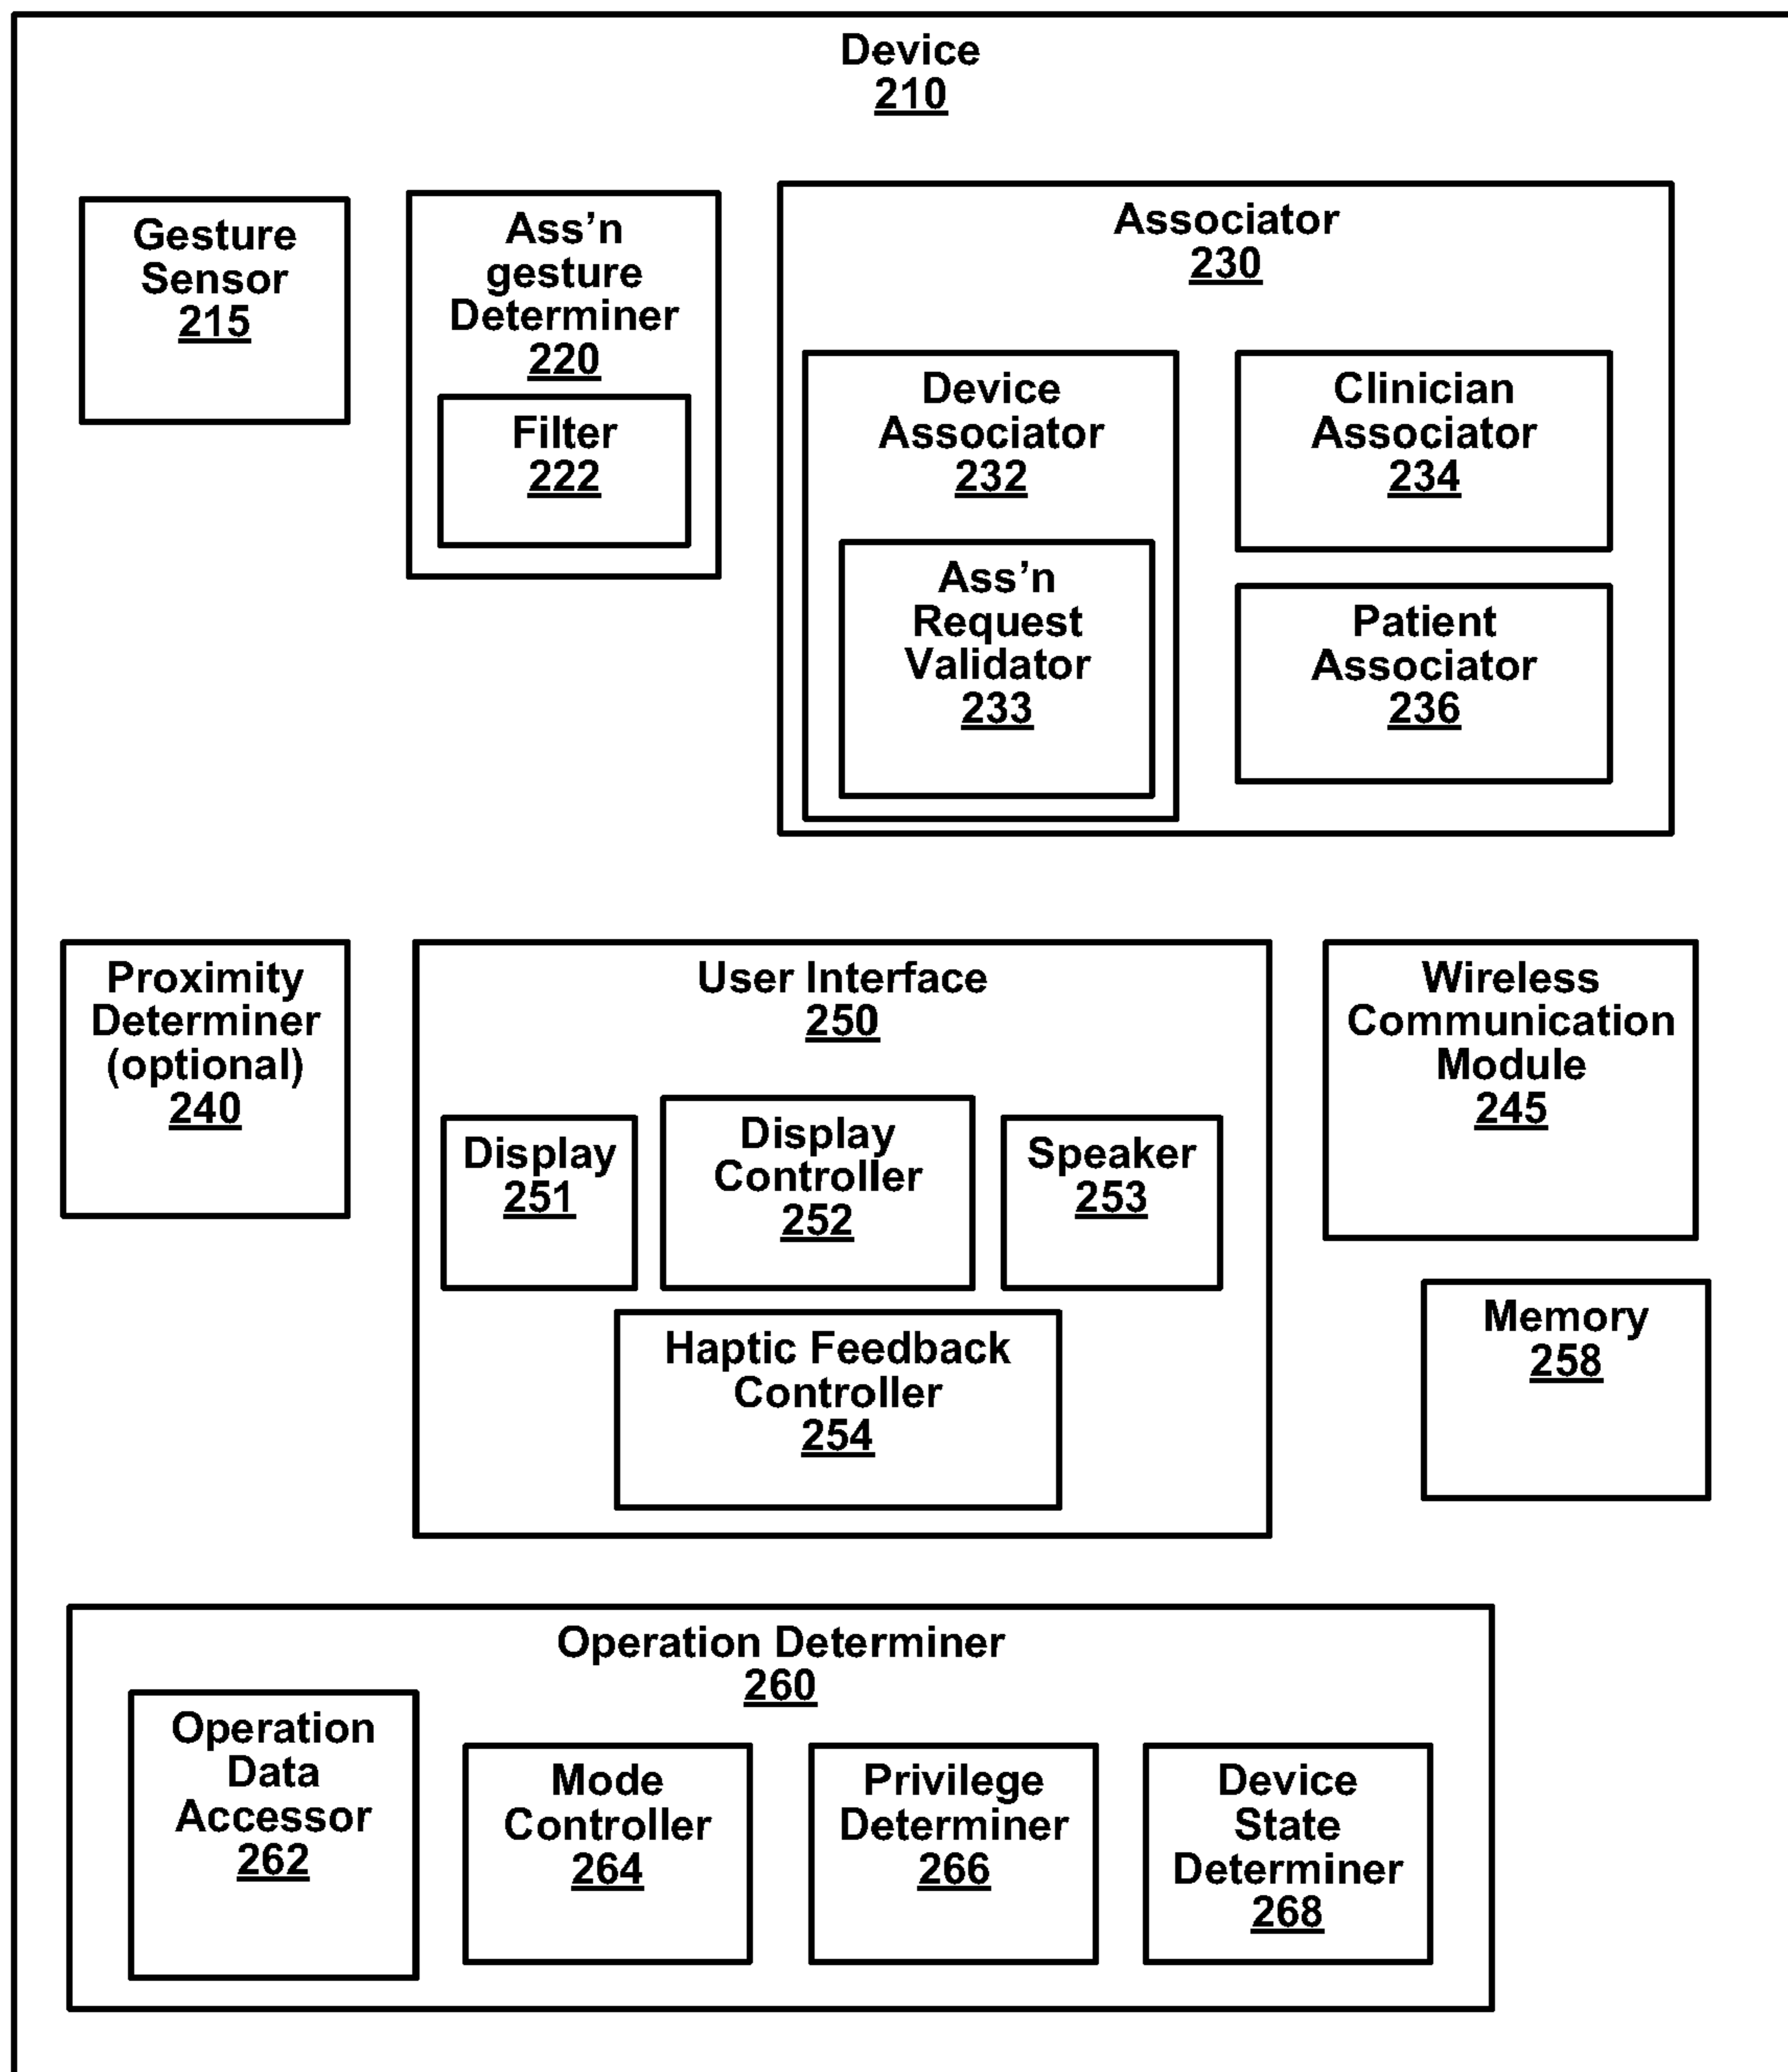 Device
210
Gesture
Sensor
215
Ass’n
gesture
Determiner
220
Filter
222
Associator
230
Device
Associator
232
Ass’n
Request
Validator
233
Clinician
Associator
234
Patient
Associator
236
Proximity
Determiner
(optional)
240
User Interface
250
Display
251
Display
Controller
252
Speaker
253
Haptic Feedback
Controller
254
Wireless
Communication
Module
245
Memory
258
Operation Determiner
260
Operation
Data
Accessor
262
Mode
Controller
264
Privilege
Determiner
266
Device
State
Determiner
268